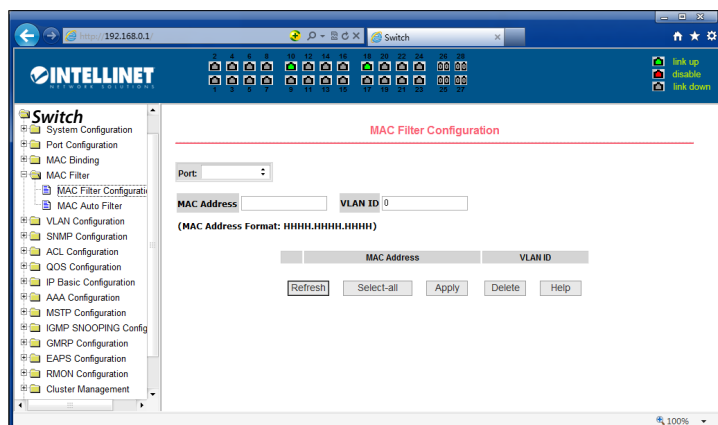 http://192.168.0.1/
Switch
2 4 6 8 10 12 14 16 18 20 22 24 26 28
1 3 5 7 9 11 13 15 17 19 21 23 25 27
INTELLINET
NETWORK SOLUTIONS
link up
disable
link down
Switch
System Configuration
Port Configuration
MAC Binding
MAC Filter
MAC Filter Configurati
MAC Auto Filter
VLAN Configuration
SNMP Configuration
ACL Configuration
QOS Configuration
IP Basic Configuration
AAA Configuration
MSTP Configuration
IGMP SNOOPING Config
GMRP Configuration
EAPS Configuration
RMON Configuration
Cluster Management
MAC Filter Configuration
Port:
MAC Address VLAN ID 0
(MAC Address Format: HHHH.HHHH.HHHH)
MAC Address VLAN ID
Refresh Select-all Apply Delete Help
100%